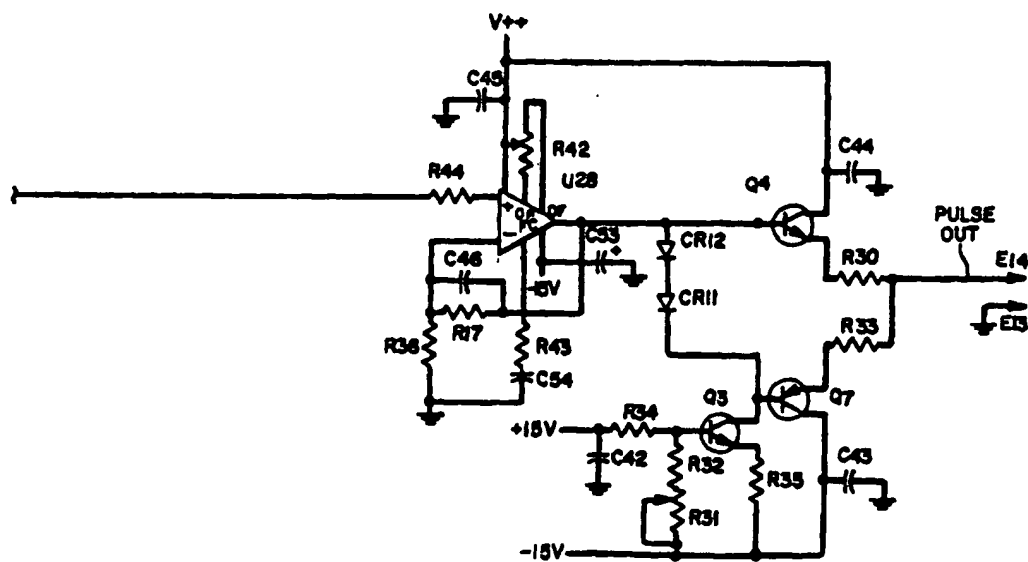 V++
C45
R42
R44
U28
C44
Q4
PULSE
OUT
+
-
C53
+
CR12
E14
C46
-15V
R30
CR11
E13
R17
R33
R36
R43
C54
Q3
Q7
R34
+15V
C42
R32
R35
C43
R31
-15V